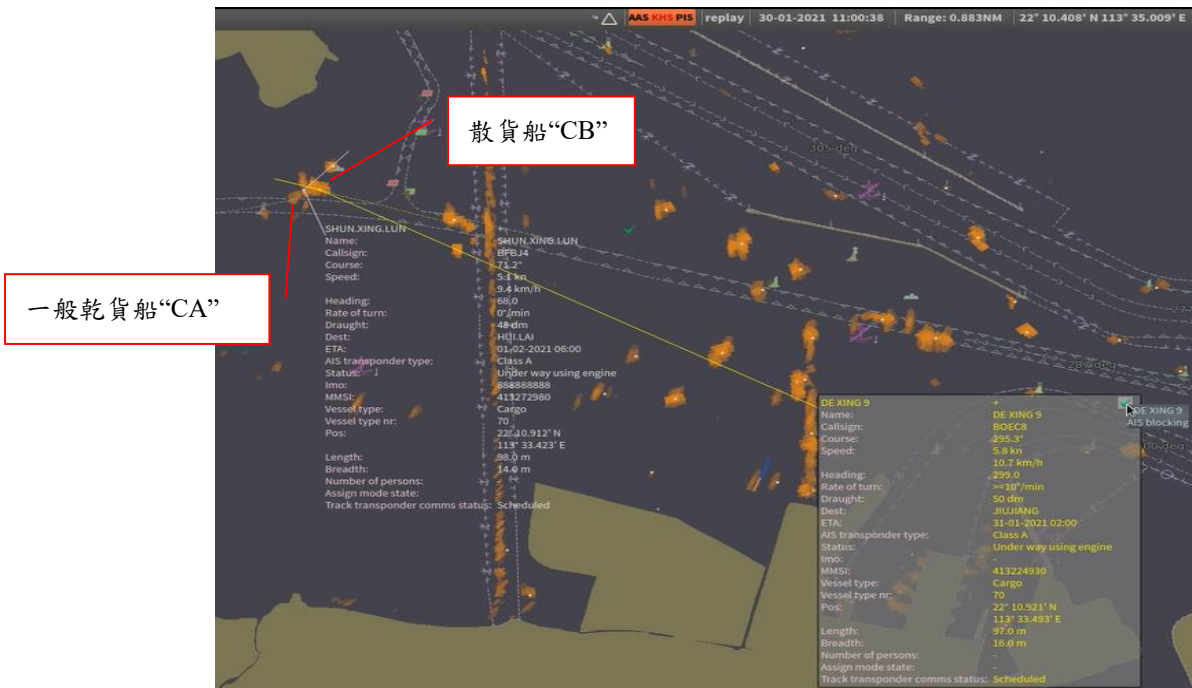 AAS KHS PIS replay 30-01-2021 11:00:38 Range: 0.883NM 22° 10.408' N 113° 35.009' E
散貨船“CB”
305 deg
一般乾貨船“CA”
SHUN.XING.LUN
Name: SHUN.XING.LUN
Callsign: BFBJ4
Course: 71.2°
Speed: 5.1 kn
9.4 km/h
Heading: 68.0
Rate of turn: 0°/min
Draught: 48 dm
Dest: HUI.LAI
ETA: 01-02-2021 06:00
AIS transponder type: Class A
Status: Under way using engine
Imo: 888888888
MMSI: 413272980
Vessel type: Cargo
Vessel type nr: 70
Pos: 22° 10.912' N
113° 33.423' E
Length: 98.0 m
Breadth: 14.0 m
Number of persons: -
Assign mode state: -
Track transponder comms status: Scheduled
DE XING 9 +
Name: DE XING 9
Callsign: BOEC8
Course: 295.3°
Speed: 5.8 kn
10.7 km/h
Heading: 299.0
Rate of turn: >=10°/min
Draught: 50 dm
Dest: JIUJIANG
ETA: 31-01-2021 02:00
AIS transponder type: Class A
Status: Under way using engine
Imo: -
MMSI: 413224930
Vessel type: Cargo
Vessel type nr: 70
Pos: 22° 10.921' N
113° 33.493' E
Length: 97.0 m
Breadth: 16.0 m
Number of persons: -
Assign mode state: -
Track transponder comms status: Scheduled
DE XING 9
AIS blocking